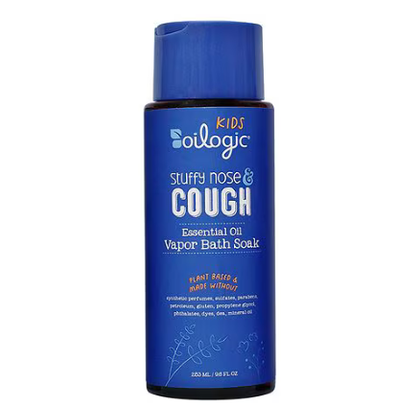 KIDS
oilogic®
stuffy nose &
COUGH
Essential Oil
Vapor Bath Soak
PLANT BASED &
MADE WITHOUT
synthetic perfumes, sulfates, parabens,
petroleum, gluten, propylene glycol,
phthalates, dyes, dea, mineral oil